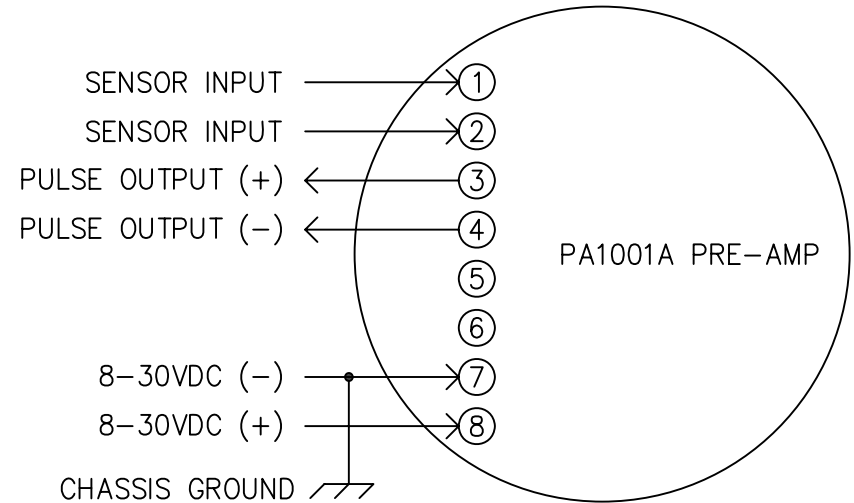 SENSOR INPUT 1
SENSOR INPUT 2
PULSE OUTPUT (+) 3
PULSE OUTPUT (−) 4
PA1001A PRE−AMP
5
6
8−30VDC (−) 7
8−30VDC (+) 8
CHASSIS GROUND